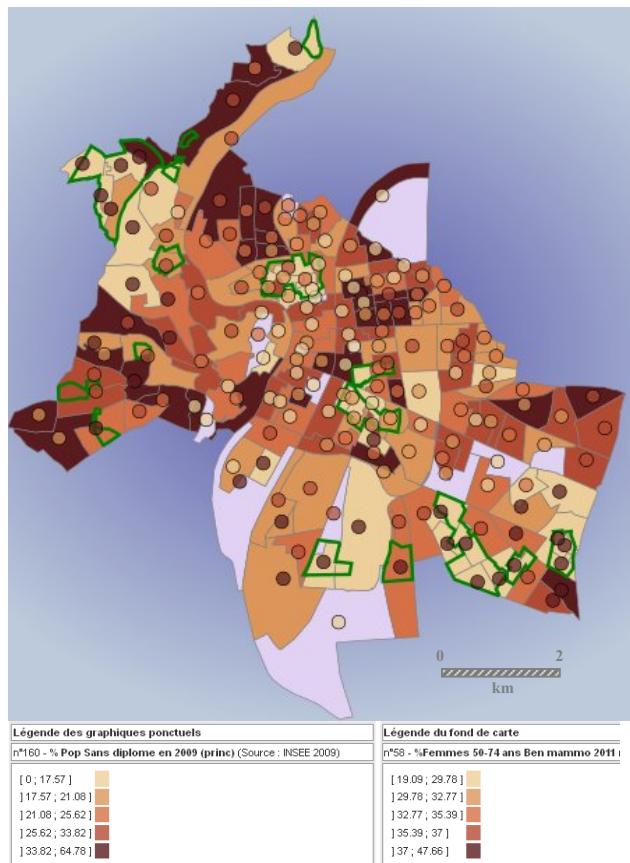 0 2
km
Légende des graphiques ponctuels
n°160 - % Pop Sans diplome en 2009 (princ) (Source : INSEE 2009)
[ 0 ; 17.57 ]
] 17.57 ; 21.08 ]
] 21.08 ; 25.62 ]
] 25.62 ; 33.82 ]
] 33.82 ; 64.78 ]
Légende du fond de carte
n°58 - %Femmes 50-74 ans Ben mammo 2011
[ 19.09 ; 29.78 ]
] 29.78 ; 32.77 ]
] 32.77 ; 35.39 ]
] 35.39 ; 37 ]
] 37 ; 47.66 ]